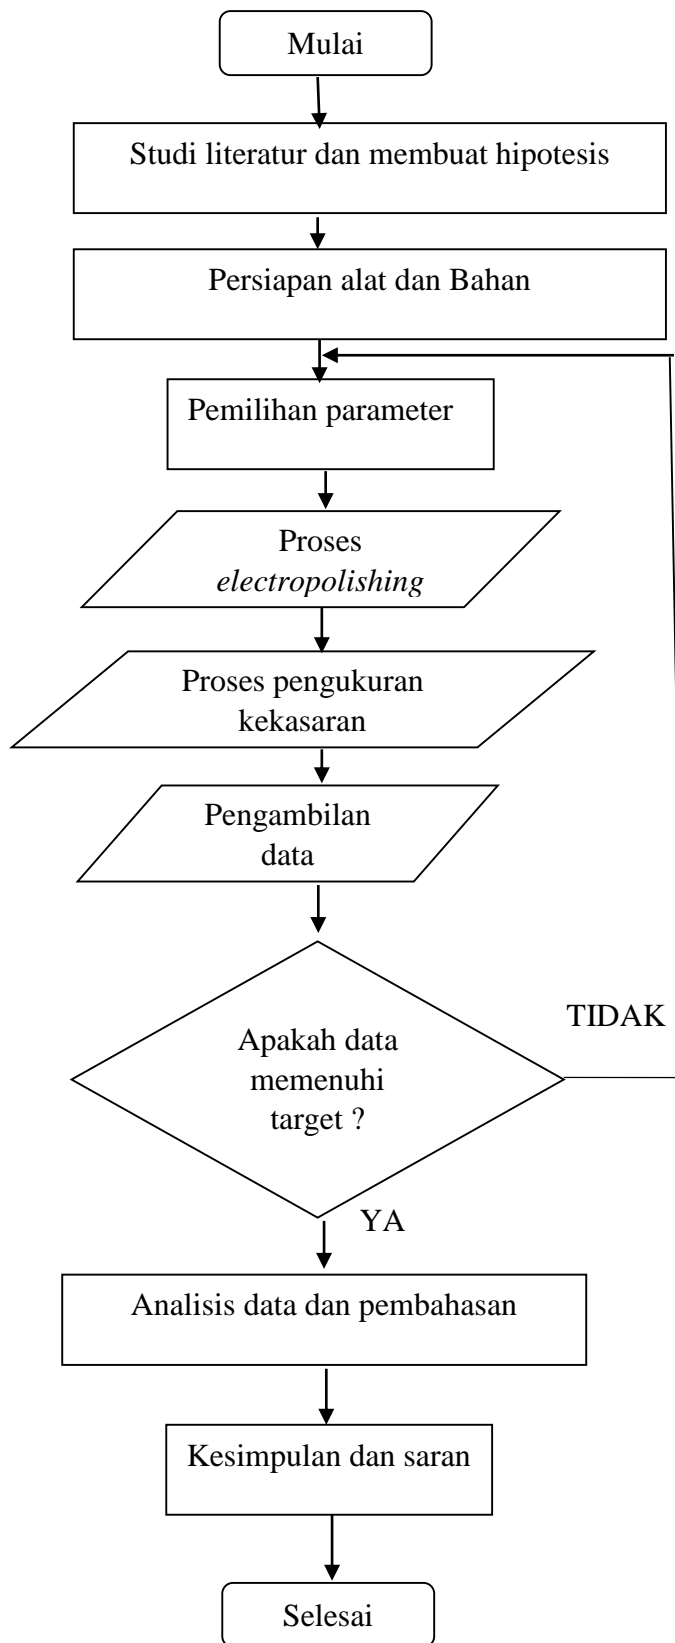 Mulai
Studi literatur dan membuat hipotesis
Persiapan alat dan Bahan
Pemilihan parameter
Proses
electropolishing
Proses pengukuran
kekasaran
Pengambilan
data
TIDAK
Apakah data
memenuhi
target ?
YA
Analisis data dan pembahasan
Kesimpulan dan saran
Selesai